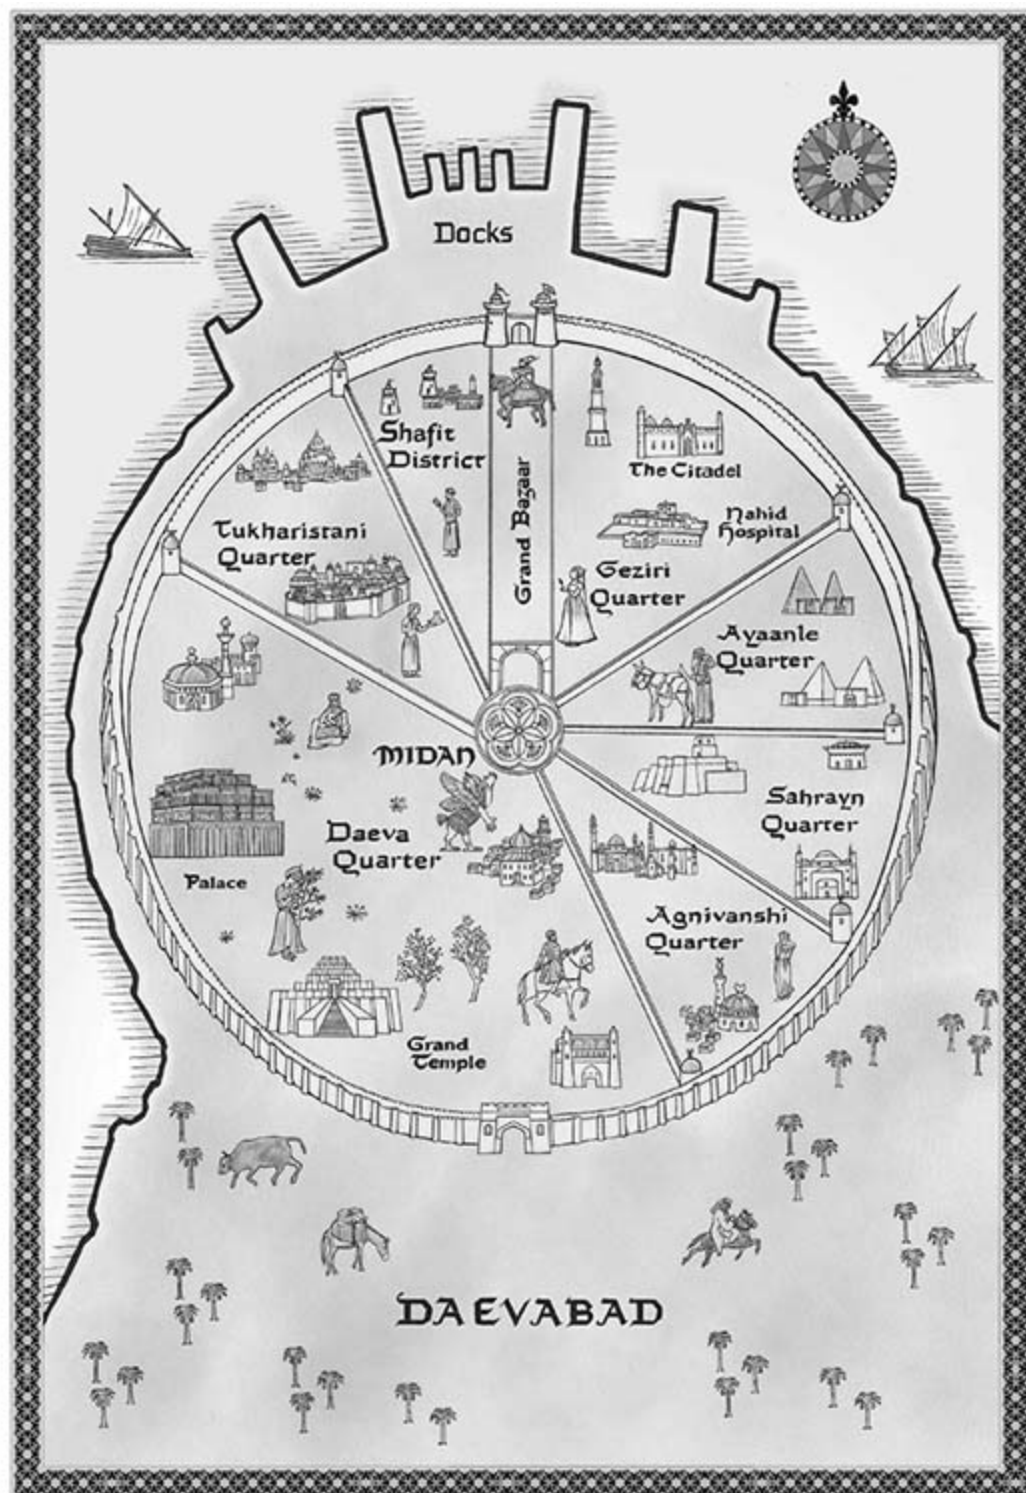 Docks
Shafit
District
Grand Bazaar
The Citadel
Nahid
Hospital
Tukharistani
Quarter
Geziri
Quarter
Ayaanle
Quarter
MIDAN
Sahrayn
Quarter
Daeva
Quarter
Palace
Agnivanshi
Quarter
Grand
Temple
DAEVABAD